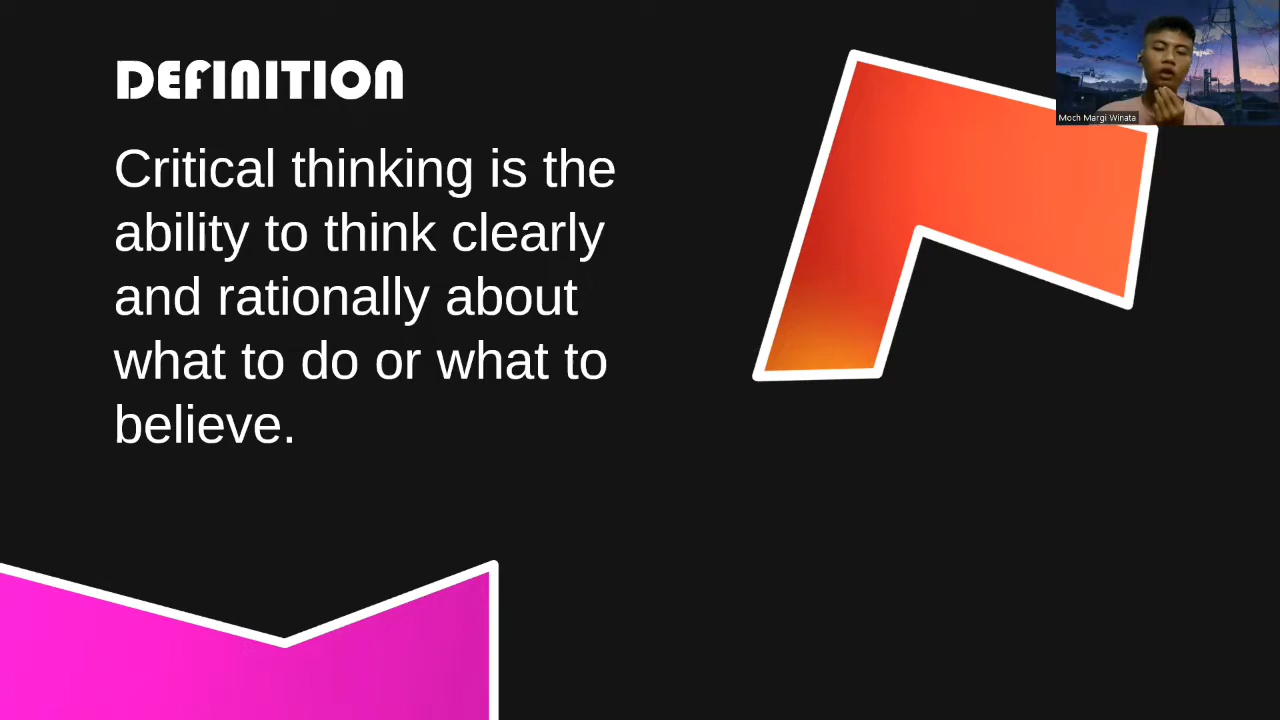 DEFINITION
Critical thinking is the
ability to think clearly
and rationally about
what to do or what to
believe.
Moch Margi Winata